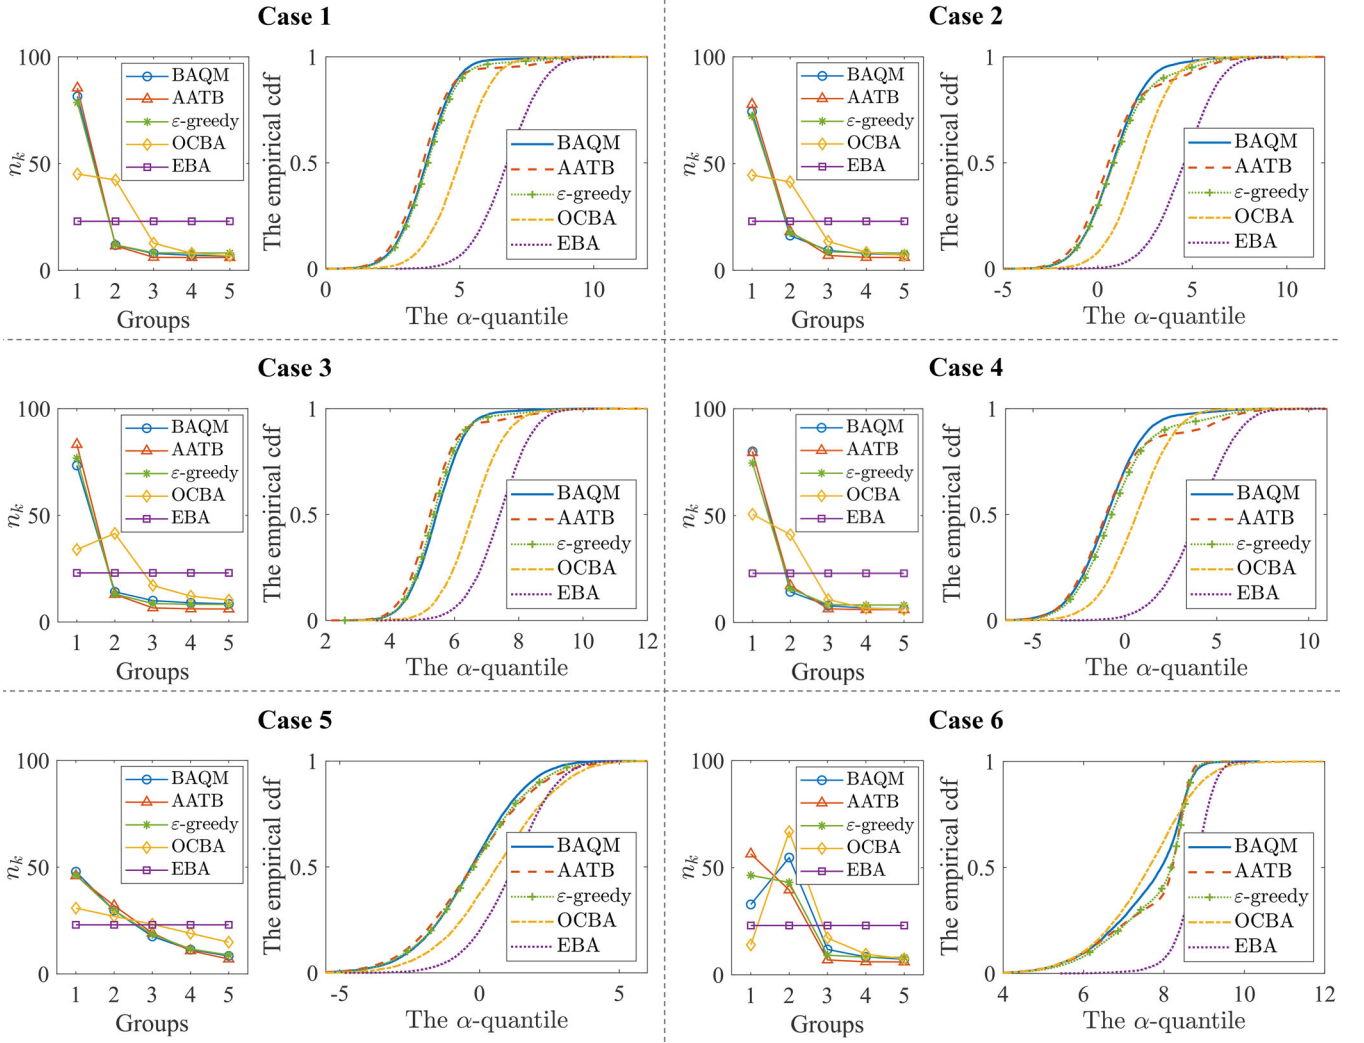 Case 1
100
50
0
n_k
1 2 3 4 5
Groups
BAQM
AATB
ε-greedy
OCBA
EBA
The empirical cdf
1
0.5
0
0 5 10
The α-quantile
BAQM
AATB
ε-greedy
OCBA
EBA
Case 2
100
50
0
n_k
1 2 3 4 5
Groups
BAQM
AATB
ε-greedy
OCBA
EBA
The empirical cdf
1
0.5
0
-5 0 5 10
The α-quantile
BAQM
AATB
ε-greedy
OCBA
EBA
Case 3
100
50
0
n_k
1 2 3 4 5
Groups
BAQM
AATB
ε-greedy
OCBA
EBA
The empirical cdf
1
0.5
0
2 4 6 8 10 12
The α-quantile
BAQM
AATB
ε-greedy
OCBA
EBA
Case 4
100
50
0
n_k
1 2 3 4 5
Groups
BAQM
AATB
ε-greedy
OCBA
EBA
The empirical cdf
1
0.5
0
-5 0 5 10
The α-quantile
BAQM
AATB
ε-greedy
OCBA
EBA
Case 5
100
50
0
n_k
1 2 3 4 5
Groups
BAQM
AATB
ε-greedy
OCBA
EBA
The empirical cdf
1
0.5
0
-5 0 5
The α-quantile
BAQM
AATB
ε-greedy
OCBA
EBA
Case 6
100
50
0
n_k
1 2 3 4 5
Groups
BAQM
AATB
ε-greedy
OCBA
EBA
The empirical cdf
1
0.5
0
4 6 8 10 12
The α-quantile
BAQM
AATB
ε-greedy
OCBA
EBA